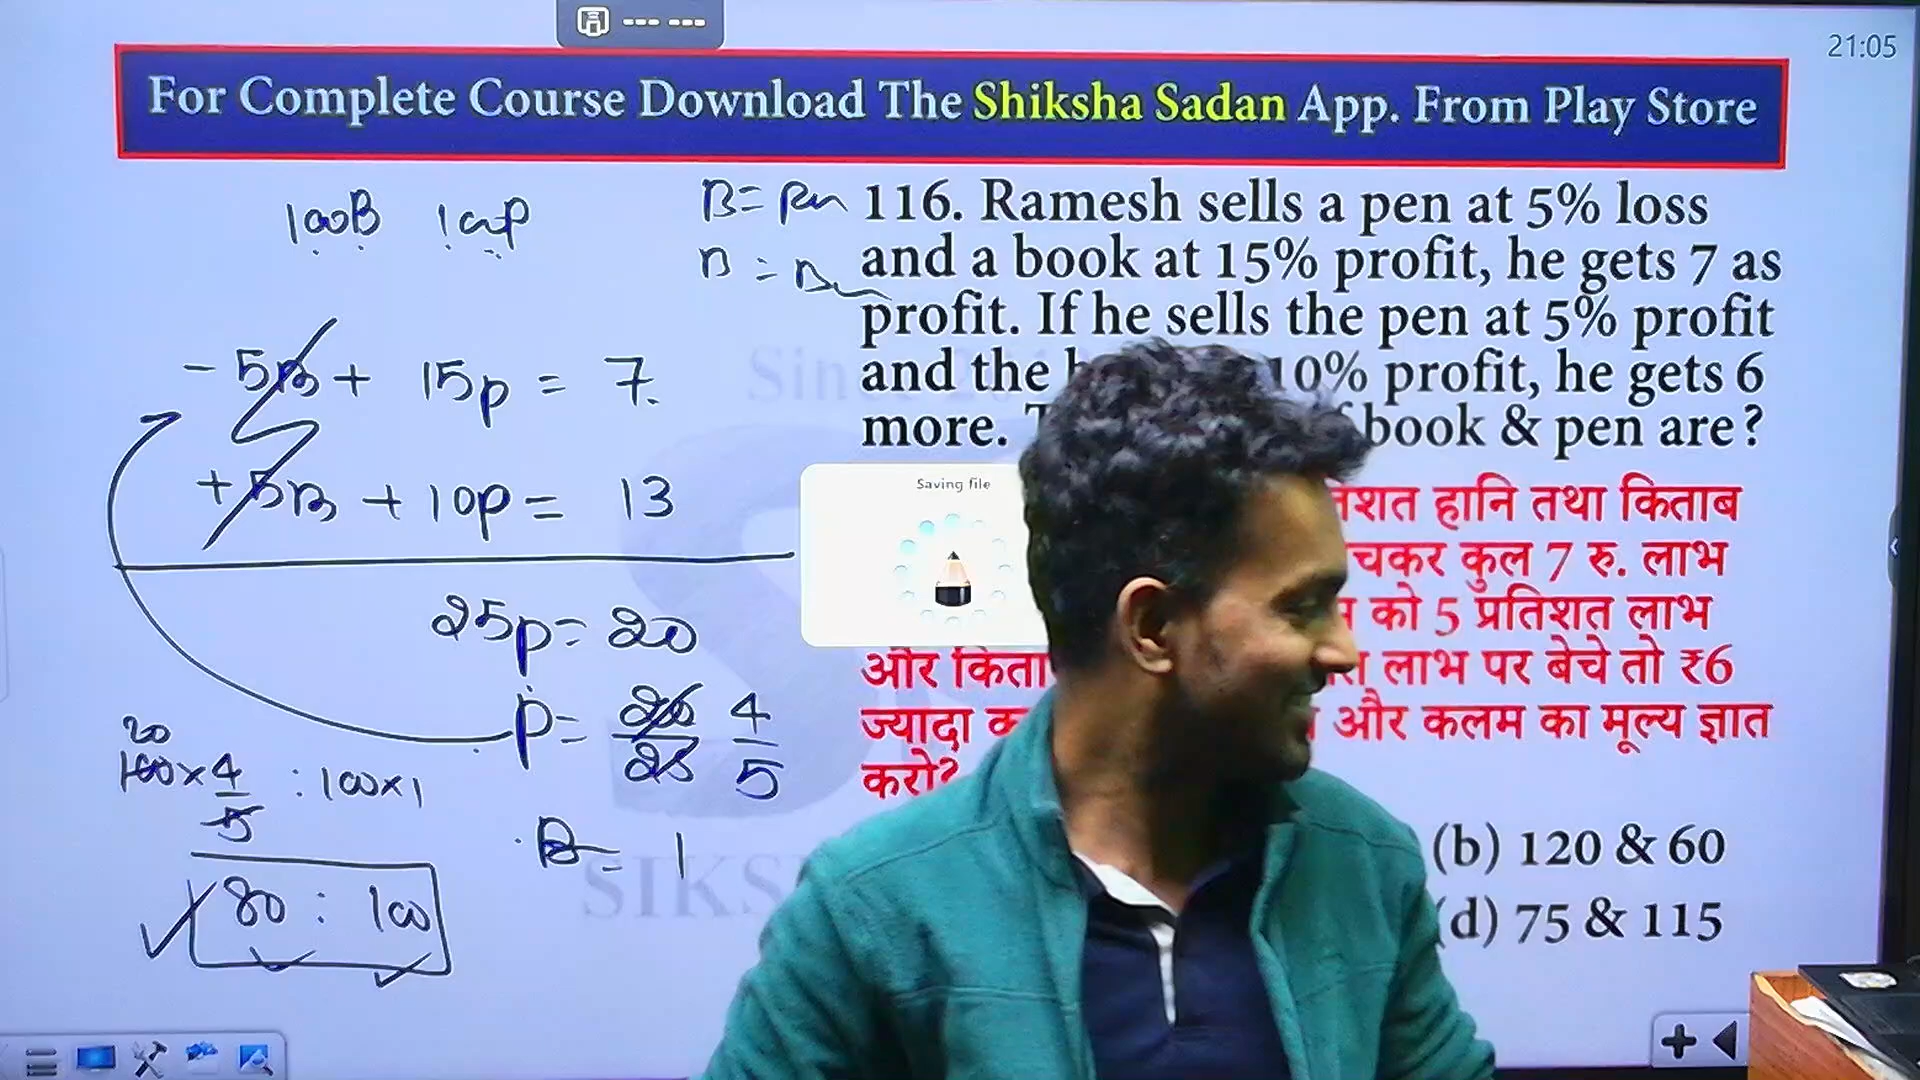 21:05
For Complete Course Download The Shiksha Sadan App. From Play Store
100B 100P
B = Pen
116. Ramesh sells a pen at 5% loss
and a book at 15% profit, he gets 7 as
profit. If he sells the pen at 5% profit
and the 10% profit, he gets 6
more. book & pen are?
- 5B + 15p = 7
+5B + 10p = 13
25p = 20
p = 20/25 4/5
B = 1
20
100 × 4/5 : 100 × 1
80 : 100
Saving file
हानि तथा किताब
कुल 7 रु. लाभ
को 5 प्रतिशत लाभ
और लाभ पर बेचे तो ₹6
ज्यादा और कलम का मूल्य ज्ञात
करो?
(b) 120 & 60
(d) 75 & 115